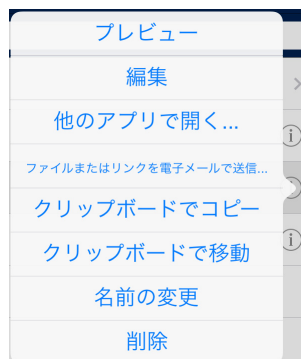 プレビュー
編集
他のアプリで開く...
ファイルまたはリンクを電子メールで送信...
クリップボードでコピー
クリップボードで移動
名前の変更
削除